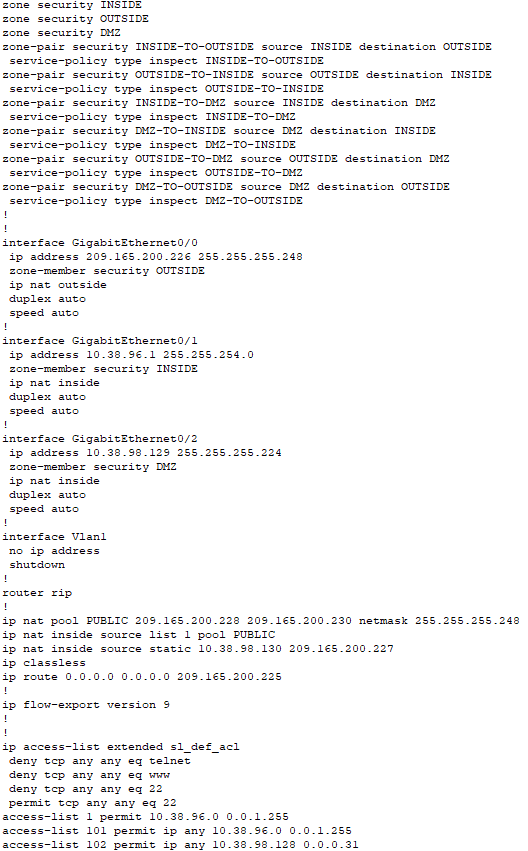 zone security INSIDE
zone security OUTSIDE
zone security DMZ
zone-pair security INSIDE-TO-OUTSIDE source INSIDE destination OUTSIDE
 service-policy type inspect INSIDE-TO-OUTSIDE
zone-pair security OUTSIDE-TO-INSIDE source OUTSIDE destination INSIDE
 service-policy type inspect OUTSIDE-TO-INSIDE
zone-pair security INSIDE-TO-DMZ source INSIDE destination DMZ
 service-policy type inspect INSIDE-TO-DMZ
zone-pair security DMZ-TO-INSIDE source DMZ destination INSIDE
 service-policy type inspect DMZ-TO-INSIDE
zone-pair security OUTSIDE-TO-DMZ source OUTSIDE destination DMZ
 service-policy type inspect OUTSIDE-TO-DMZ
zone-pair security DMZ-TO-OUTSIDE source DMZ destination OUTSIDE
 service-policy type inspect DMZ-TO-OUTSIDE
!
!
interface GigabitEthernet0/0
 ip address 209.165.200.226 255.255.255.248
 zone-member security OUTSIDE
 ip nat outside
 duplex auto
 speed auto
!
interface GigabitEthernet0/1
 ip address 10.38.96.1 255.255.254.0
 zone-member security INSIDE
 ip nat inside
 duplex auto
 speed auto
!
interface GigabitEthernet0/2
 ip address 10.38.98.129 255.255.255.224
 zone-member security DMZ
 ip nat inside
 duplex auto
 speed auto
!
interface Vlan1
 no ip address
 shutdown
!
router rip
!
ip nat pool PUBLIC 209.165.200.228 209.165.200.230 netmask 255.255.255.248
ip nat inside source list 1 pool PUBLIC
ip nat inside source static 10.38.98.130 209.165.200.227
ip classless
ip route 0.0.0.0 0.0.0.0 209.165.200.225
!
ip flow-export version 9
!
!
ip access-list extended sl_def_acl
 deny tcp any any eq telnet
 deny tcp any any eq www
 deny tcp any any eq 22
 permit tcp any any eq 22
access-list 1 permit 10.38.96.0 0.0.1.255
access-list 101 permit ip any 10.38.96.0 0.0.1.255
access-list 102 permit ip any 10.38.98.128 0.0.0.31